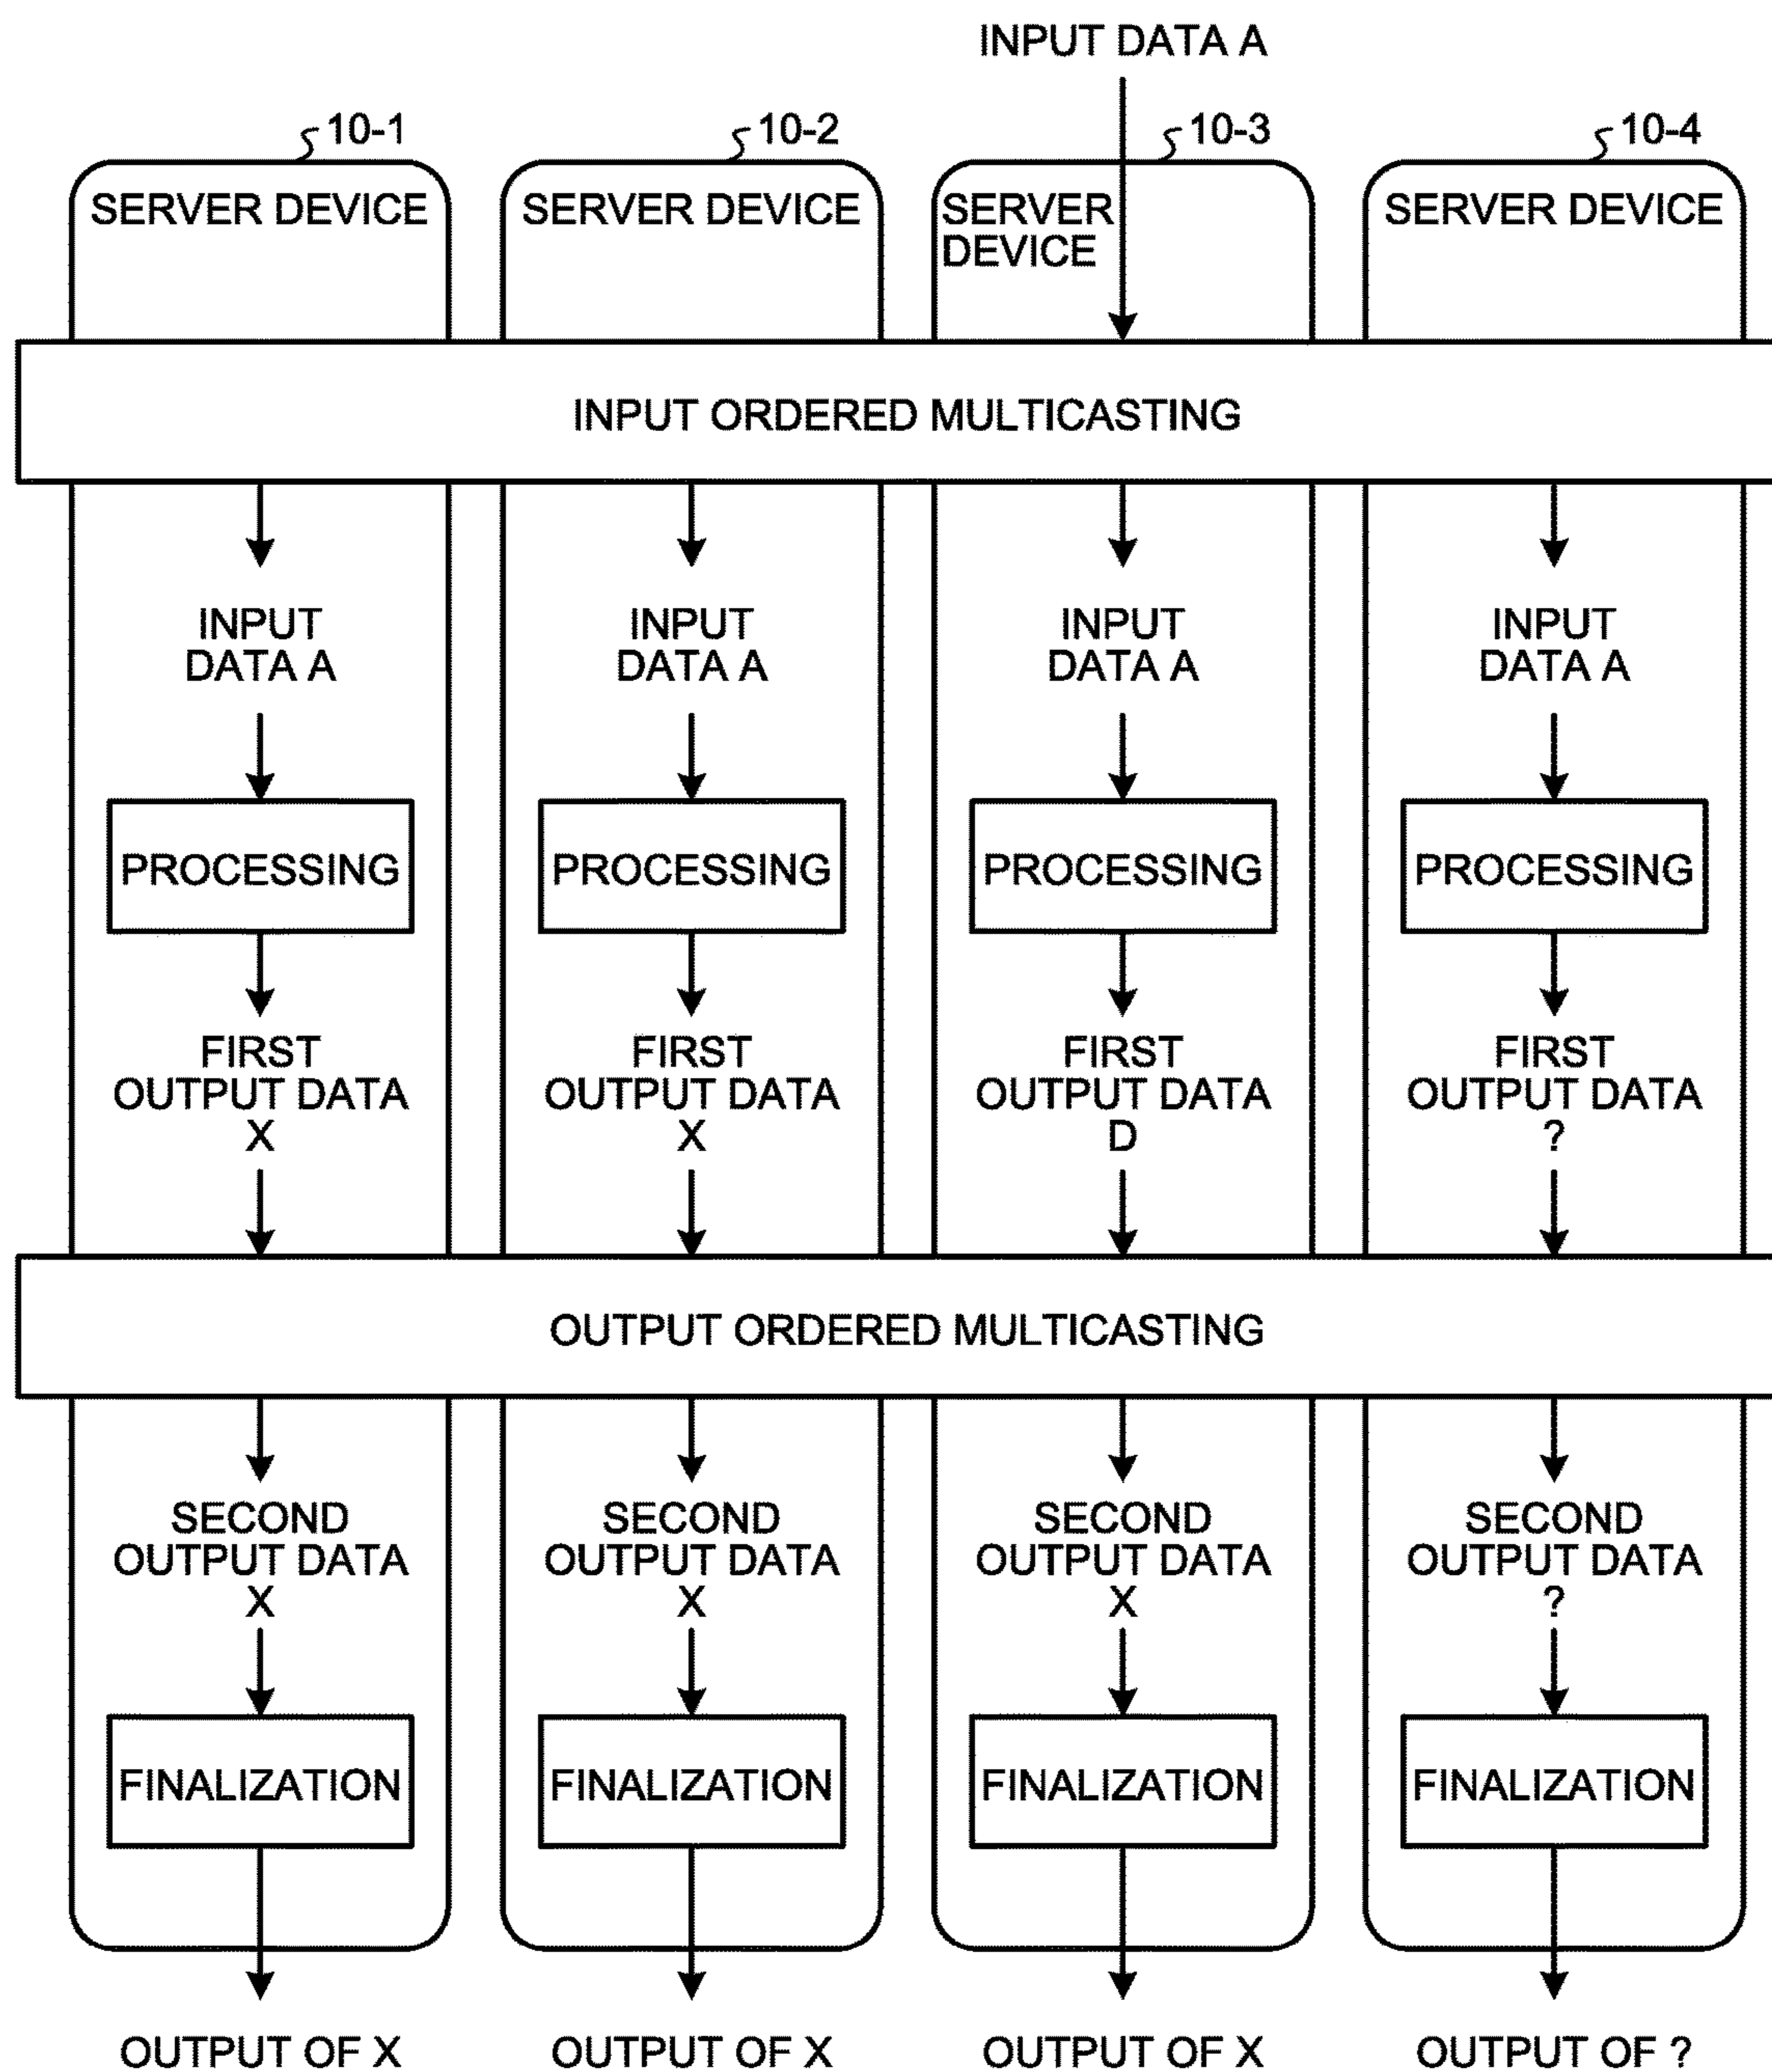 INPUT DATA A
10-1
10-2
10-3
10-4
SERVER DEVICE
SERVER DEVICE
SERVER
DEVICE
SERVER DEVICE
INPUT ORDERED MULTICASTING
INPUT
DATA A
INPUT
DATA A
INPUT
DATA A
INPUT
DATA A
PROCESSING
PROCESSING
PROCESSING
PROCESSING
FIRST
OUTPUT DATA
X
FIRST
OUTPUT DATA
X
FIRST
OUTPUT DATA
D
FIRST
OUTPUT DATA
?
OUTPUT ORDERED MULTICASTING
SECOND
OUTPUT DATA
X
SECOND
OUTPUT DATA
X
SECOND
OUTPUT DATA
X
SECOND
OUTPUT DATA
?
FINALIZATION
FINALIZATION
FINALIZATION
FINALIZATION
OUTPUT OF X
OUTPUT OF X
OUTPUT OF X
OUTPUT OF ?